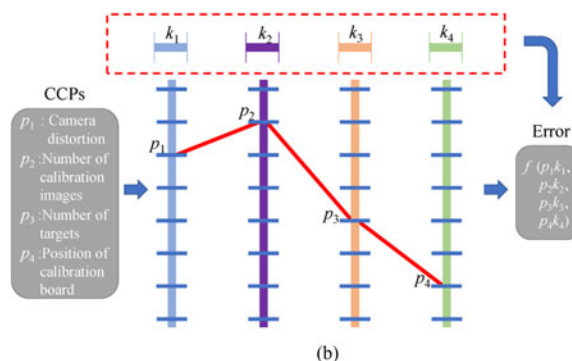 k1 k2 k3 k4
CCPs
p1 : Camera
distortion
p2 :Number of
calibration
images
p3 :Number of
targets
p4 :Position of
calibration
board
p1
p2
p3
p4
Error
f (p1k1,
p2k2,
p3k3,
p4k4)
(b)